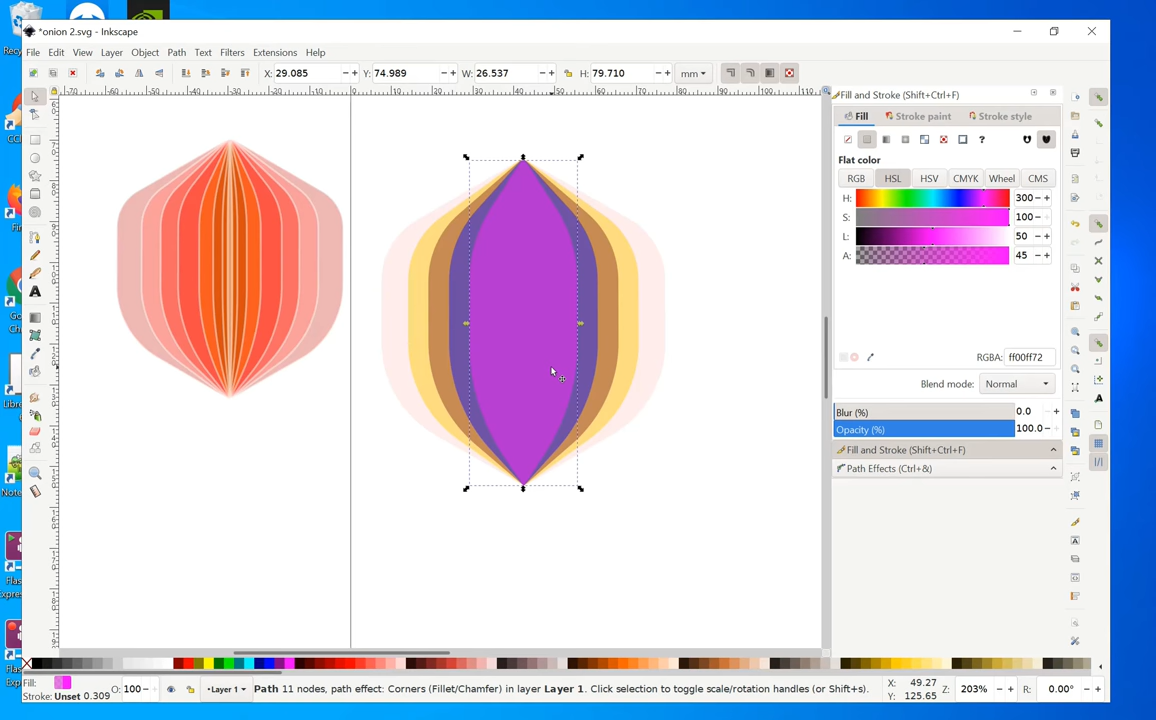 *onion 2.svg - Inkscape
File Edit View Layer Object Path Text Filters Extensions Help
X: 29.085 Y: 74.989 W: 26.537 H: 79.710 mm
Fill and Stroke (Shift+Ctrl+F)
Fill Stroke paint Stroke style
Flat color
RGB HSL HSV CMYK Wheel CMS
H: 300
S: 100
L: 50
A: 45
RGBA: ff00ff72
Blend mode: Normal
Blur (%) 0.0
Opacity (%) 100.0
Fill and Stroke (Shift+Ctrl+F)
Path Effects (Ctrl+&)
Fill:
Stroke: Unset 0.309
O: 100
Layer 1
Path 11 nodes, path effect: Corners (Fillet/Chamfer) in layer Layer 1. Click selection to toggle scale/rotation handles (or Shift+s).
X: 49.27
Y: 125.65
Z: 203%
R: 0.00°